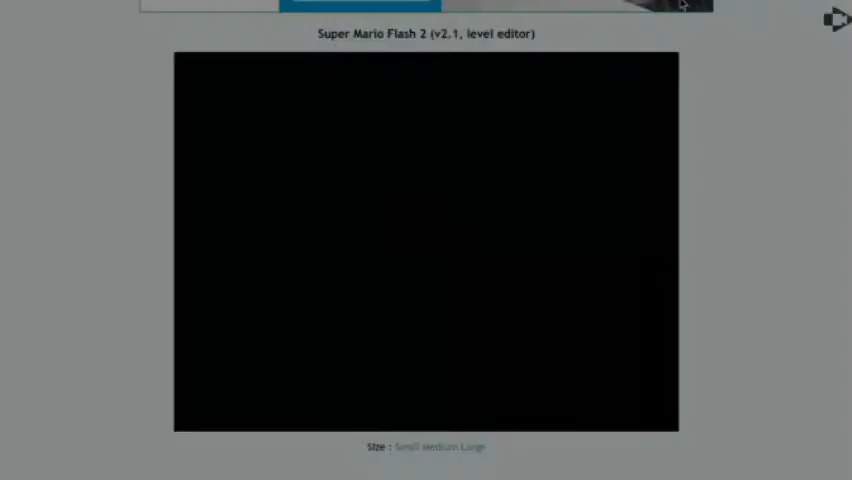 Super Mario Flash 2 (v2.1, level editor)
Size : Small Medium Large